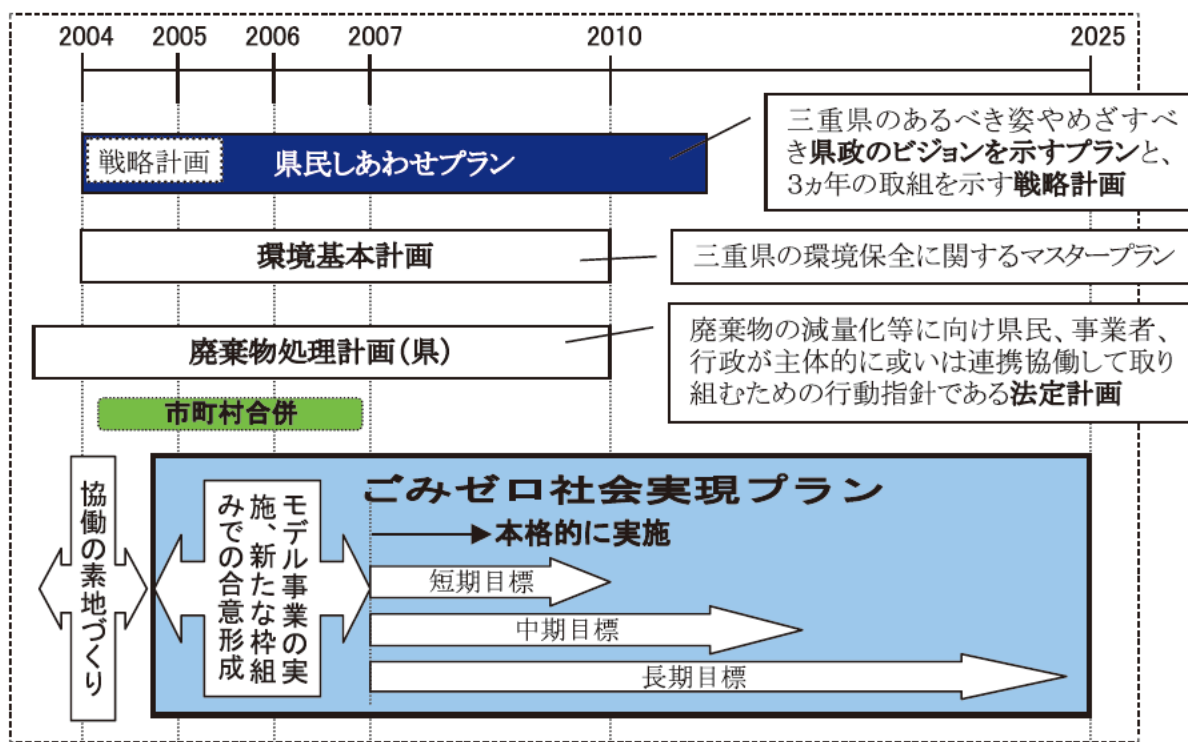 2004 2005 2006 2007 2010 2025
戦略計画
県民しあわせプラン
三重県のあるべき姿やめざすべ
き県政のビジョンを示すプランと、
3ヵ年の取組を示す戦略計画
環境基本計画
三重県の環境保全に関するマスタープラン
廃棄物処理計画(県)
廃棄物の減量化等に向け県民、事業者、
行政が主体的に或いは連携協働して取り
組むための行動指針である法定計画
市町村合併
協働の素地づくり
モデル事業の実
施、新たな枠組
みでの合意形成
ごみゼロ社会実現プラン
本格的に実施
短期目標
中期目標
長期目標